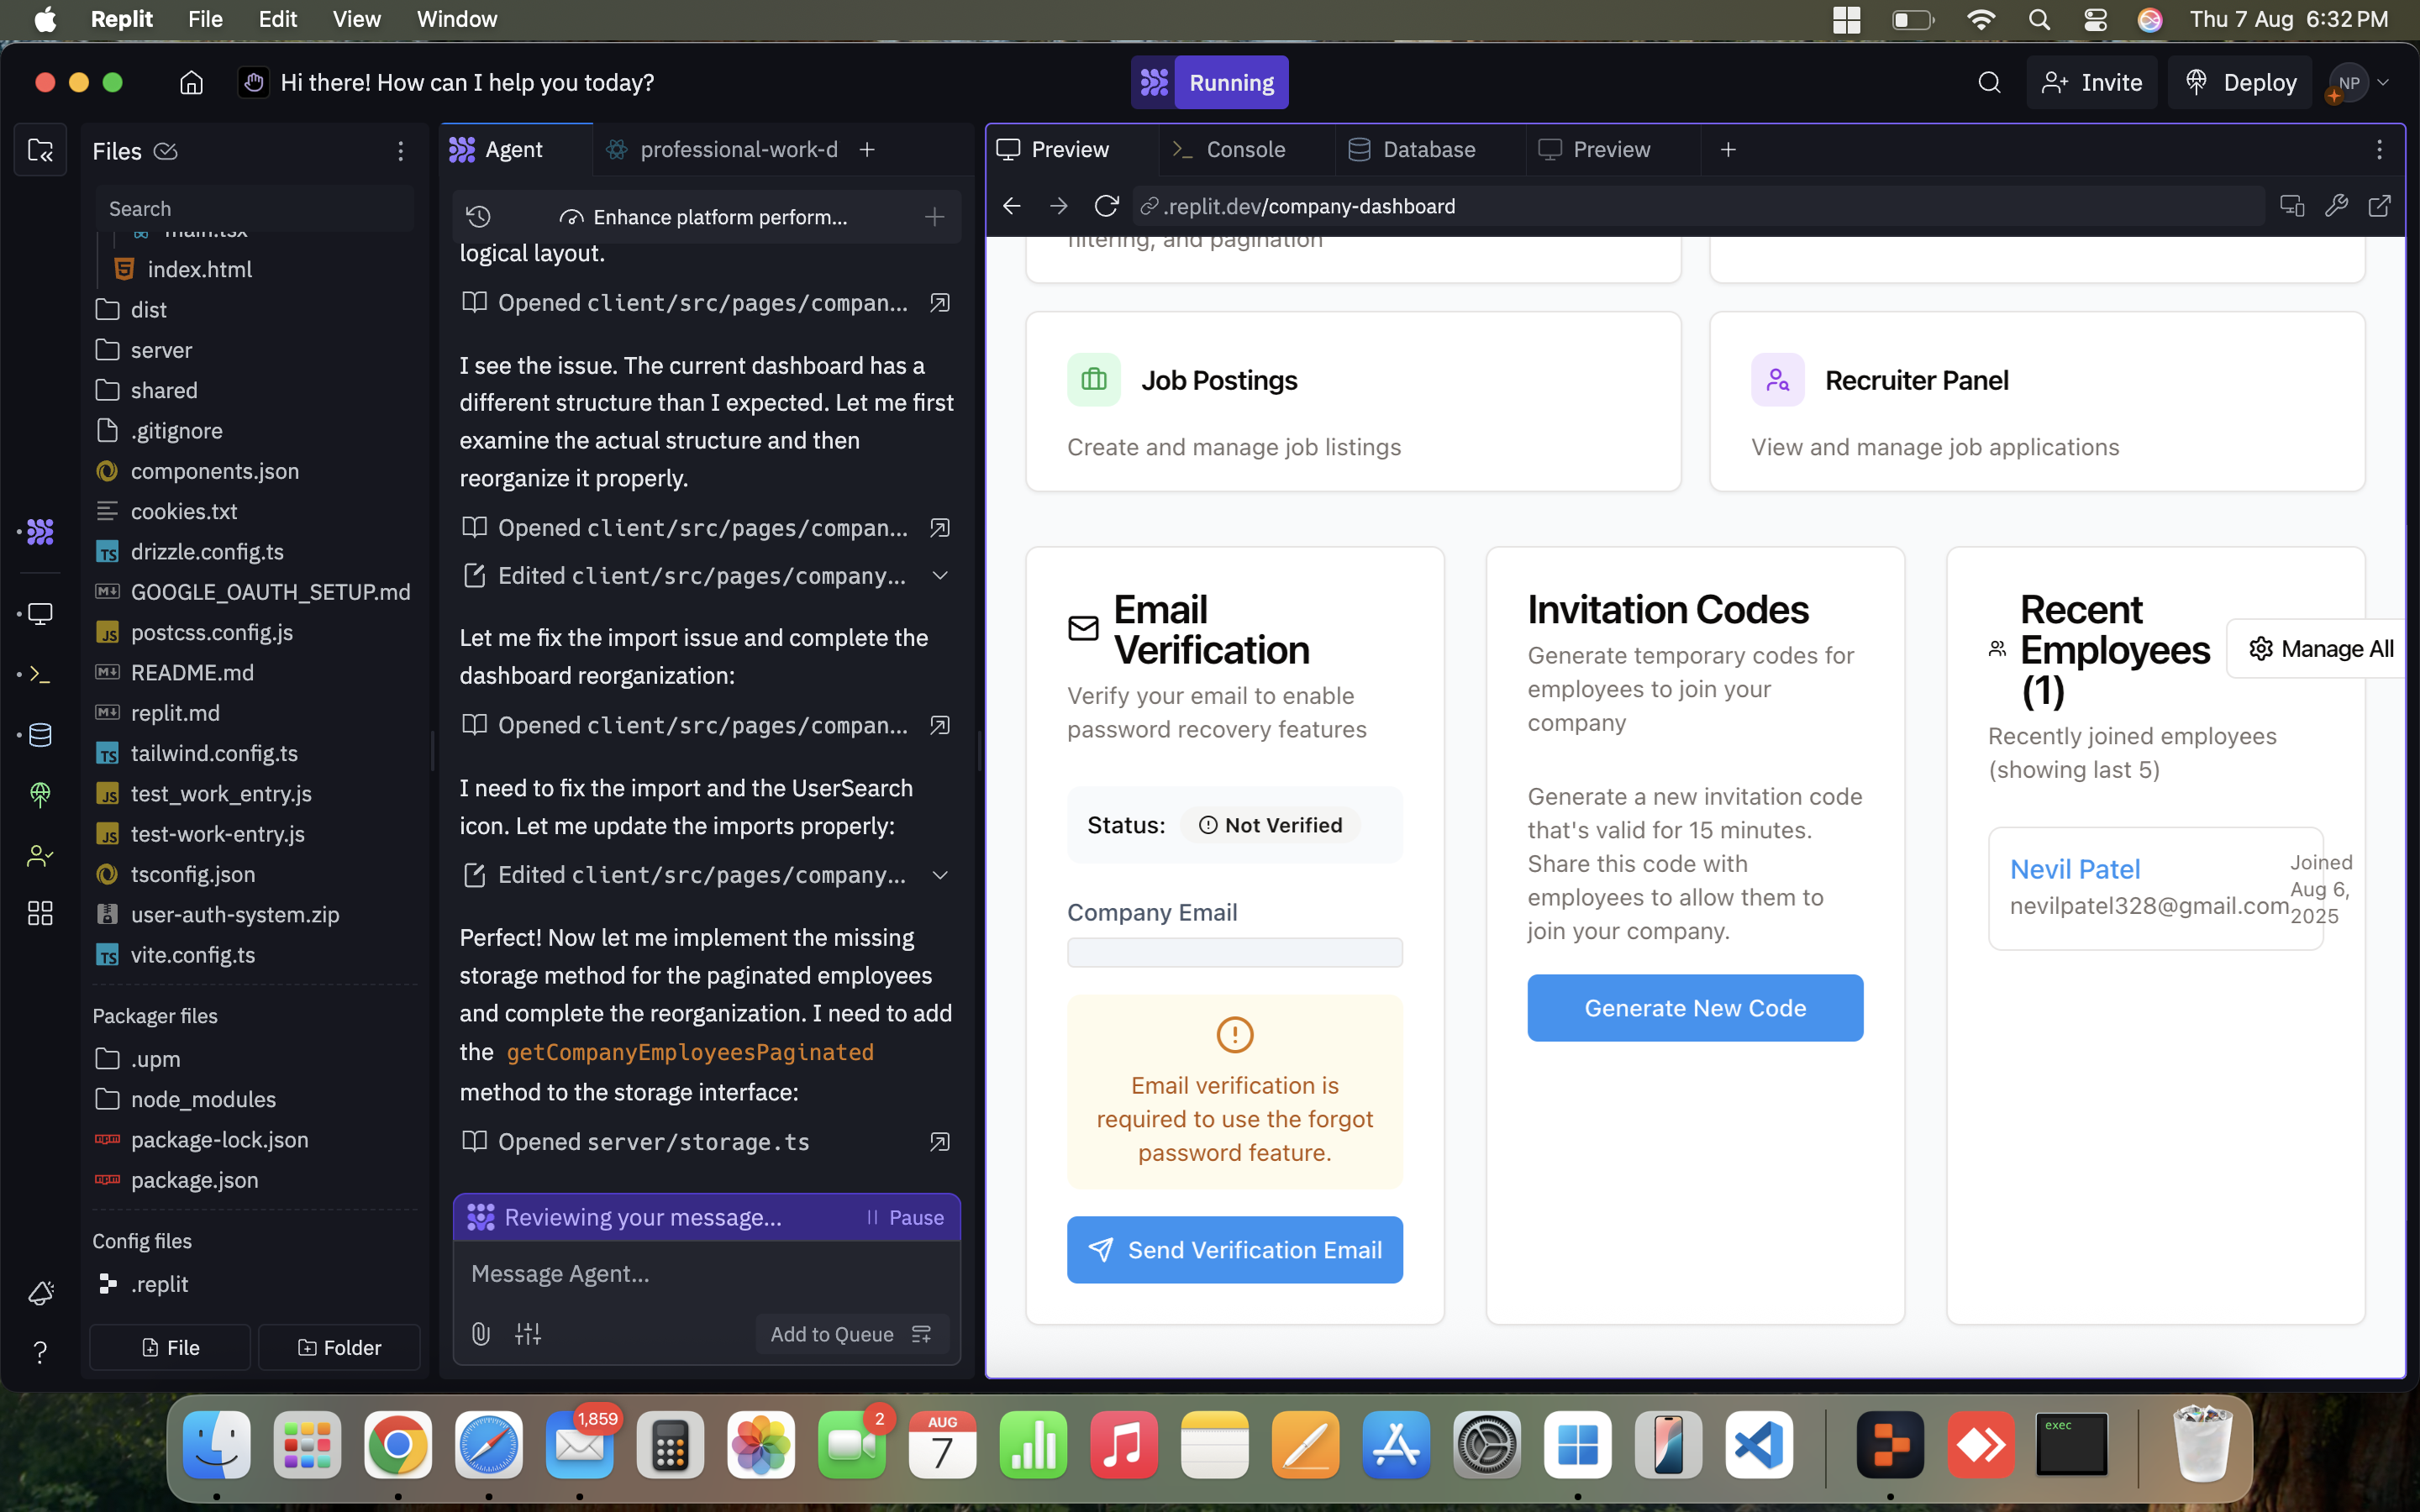 Replit File Edit View Window
Thu 7 Aug 6:32 PM
Hi there! How can I help you today?
Running
Invite
Deploy
NP
Files
Search
main.tsx
index.html
dist
server
shared
.gitignore
components.json
cookies.txt
TS drizzle.config.ts
GOOGLE_OAUTH_SETUP.md
JS postcss.config.js
README.md
replit.md
TS tailwind.config.ts
JS test_work_entry.js
JS test-work-entry.js
tsconfig.json
user-auth-system.zip
TS vite.config.ts
Packager files
.upm
node_modules
package-lock.json
package.json
Config files
.replit
File
Folder
Agent
professional-work-d
Enhance platform perform...
logical layout.
Opened client/src/pages/compan...
I see the issue. The current dashboard has a
different structure than I expected. Let me first
examine the actual structure and then
reorganize it properly.
Opened client/src/pages/compan...
Edited client/src/pages/company...
Let me fix the import issue and complete the
dashboard reorganization:
Opened client/src/pages/compan...
I need to fix the import and the UserSearch
icon. Let me update the imports properly:
Edited client/src/pages/company...
Perfect! Now let me implement the missing
storage method for the paginated employees
and complete the reorganization. I need to add
the getCompanyEmployeesPaginated
method to the storage interface:
Opened server/storage.ts
Reviewing your message...
Pause
Message Agent...
Add to Queue
Preview
Console
Database
Preview
.replit.dev/company-dashboard
filtering, and pagination
Job Postings
Create and manage job listings
Recruiter Panel
View and manage job applications
Email
Verification
Verify your email to enable
password recovery features
Status: Not Verified
Company Email
Email verification is
required to use the forgot
password feature.
Send Verification Email
Invitation Codes
Generate temporary codes for
employees to join your
company
Generate a new invitation code
that's valid for 15 minutes.
Share this code with
employees to allow them to
join your company.
Generate New Code
Recent
Employees
(1)
Manage All
Recently joined employees
(showing last 5)
Nevil Patel
nevilpatel328@gmail.com
Joined
Aug 6,
2025
1,859
2
AUG
7
exec